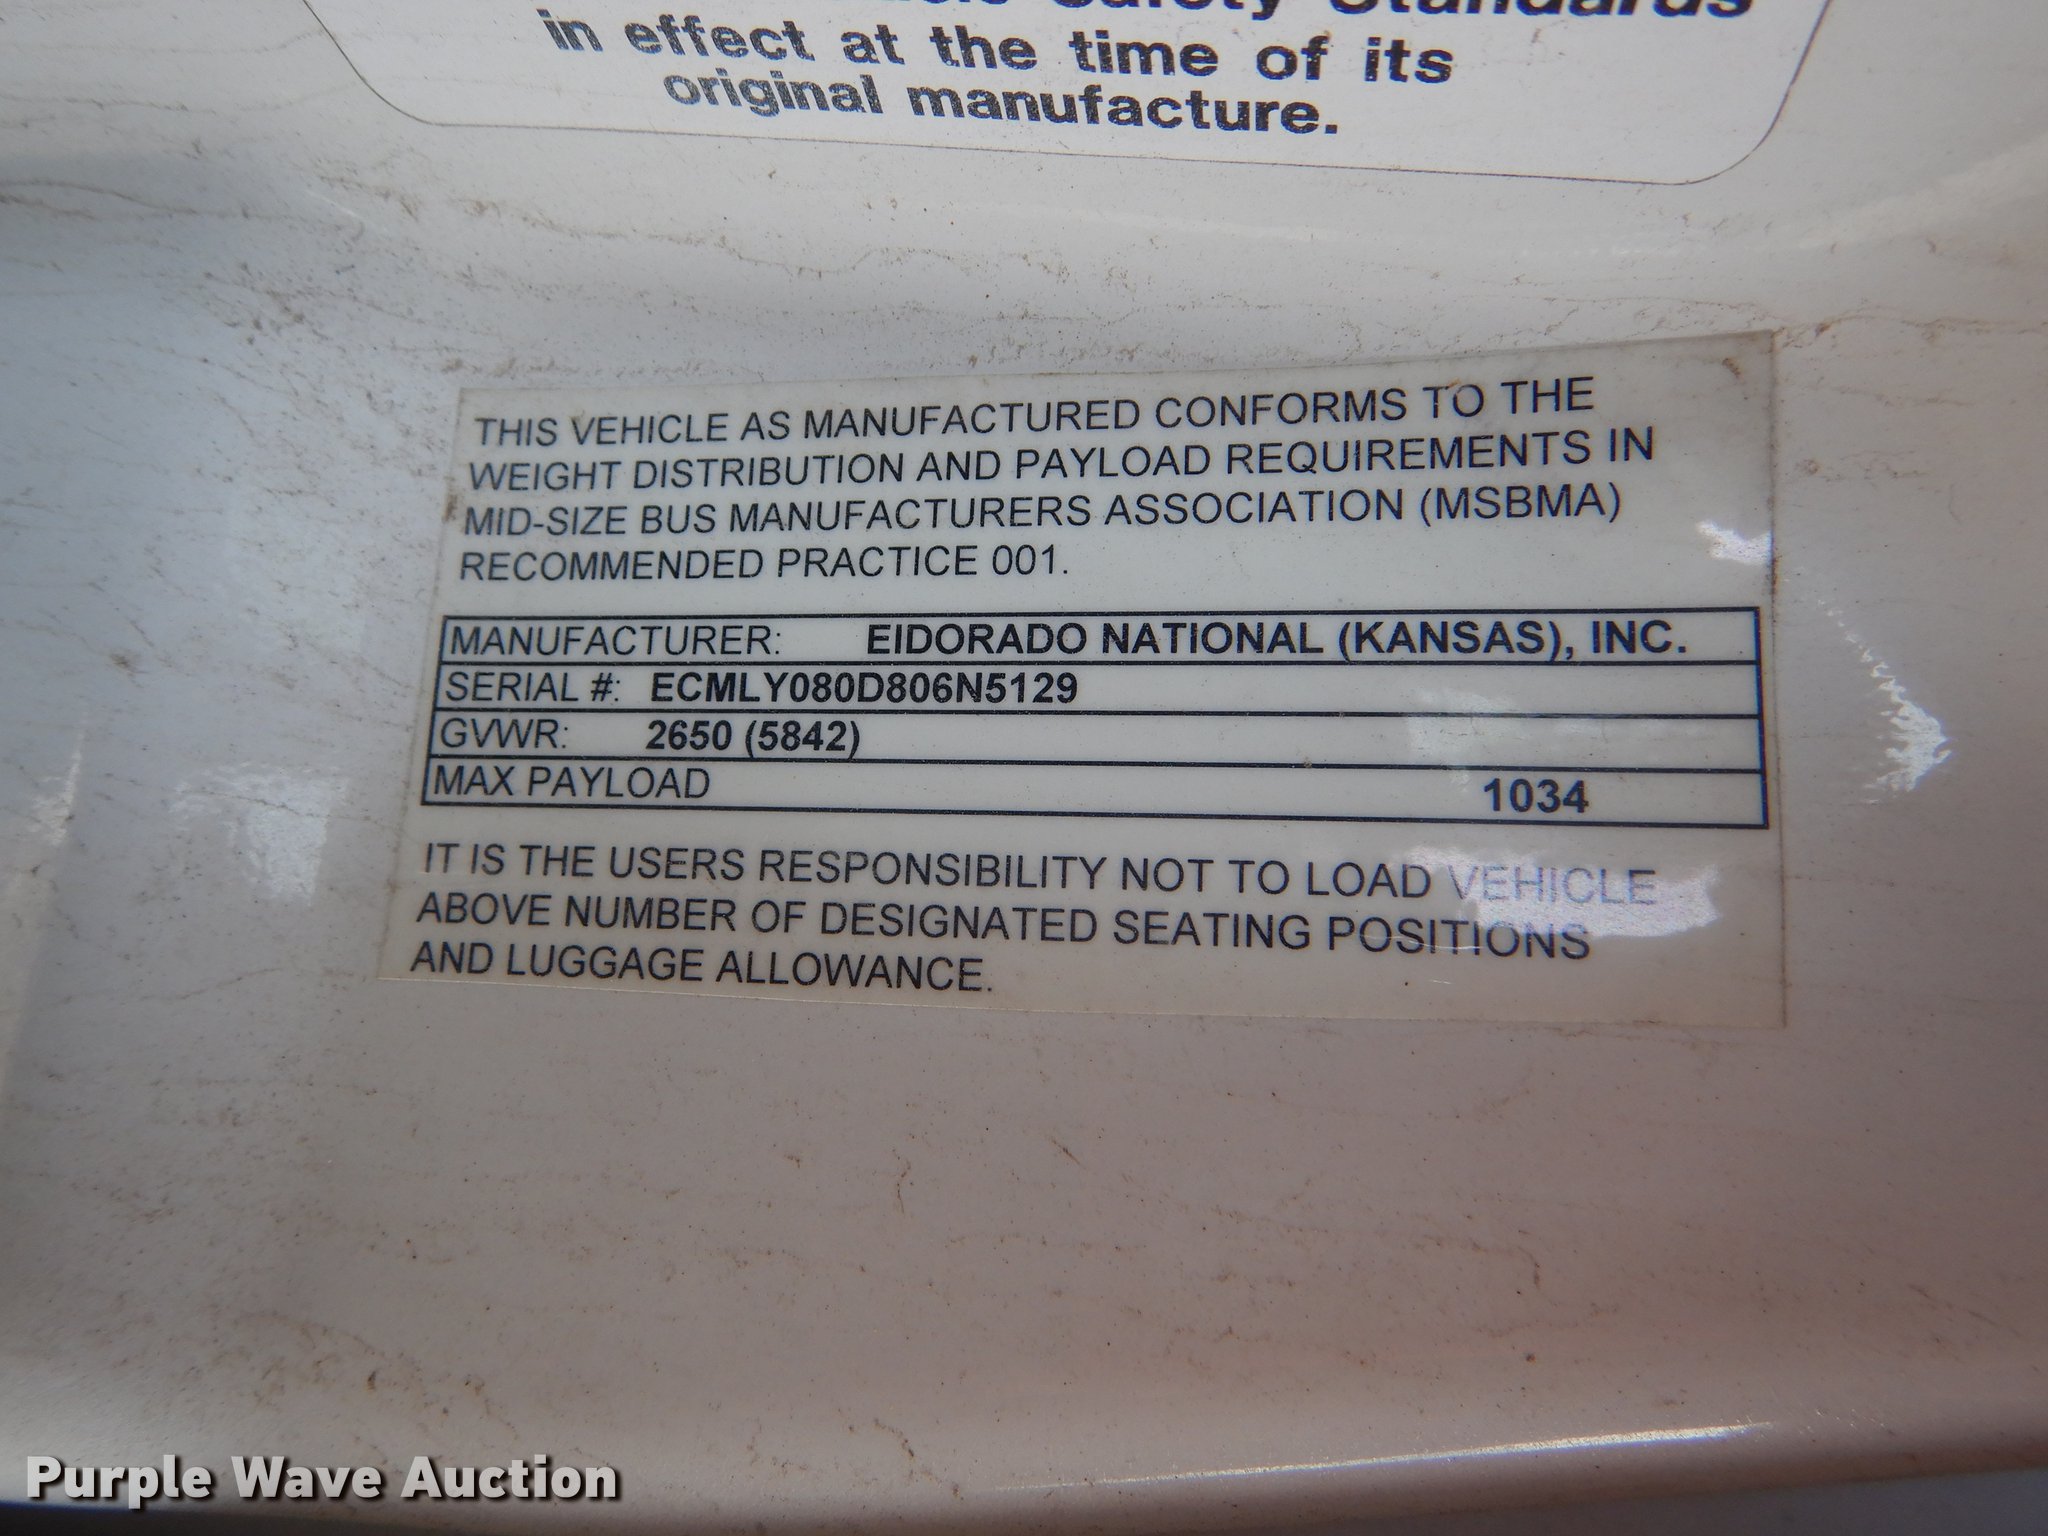 Safety Standards
in effect at the time of its
original manufacture.
THIS VEHICLE AS MANUFACTURED CONFORMS TO THE
WEIGHT DISTRIBUTION AND PAYLOAD REQUIREMENTS IN
MID-SIZE BUS MANUFACTURERS ASSOCIATION (MSBMA)
RECOMMENDED PRACTICE 001.
MANUFACTURER: ElDORADO NATIONAL (KANSAS), INC.
SERIAL #: ECMLY080D806N5129
GVWR: 2650 (5842)
MAX PAYLOAD 1034
IT IS THE USERS RESPONSIBILITY NOT TO LOAD VEHICLE
ABOVE NUMBER OF DESIGNATED SEATING POSITIONS
AND LUGGAGE ALLOWANCE.
Purple Wave Auction